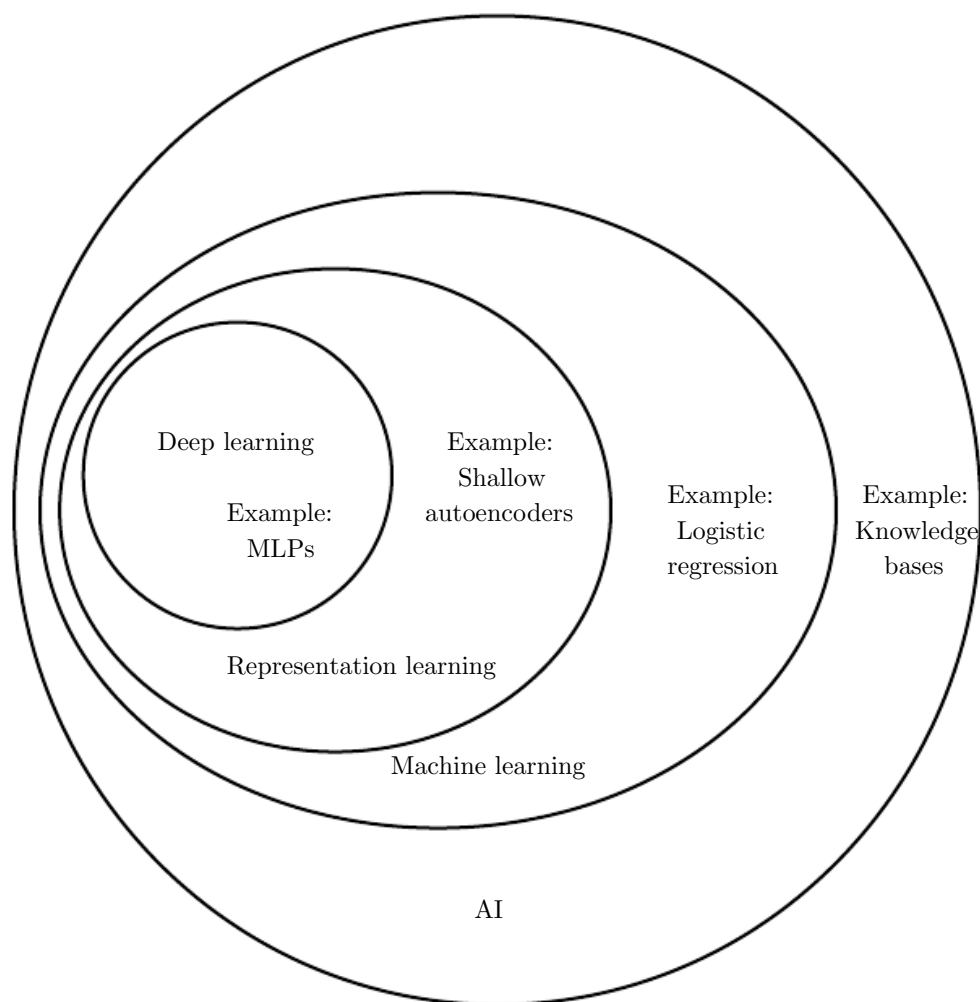 Deep learning
Example:
MLPs
Example:
Shallow
autoencoders
Example:
Logistic
regression
Example:
Knowledge
bases
Representation learning
Machine learning
AI